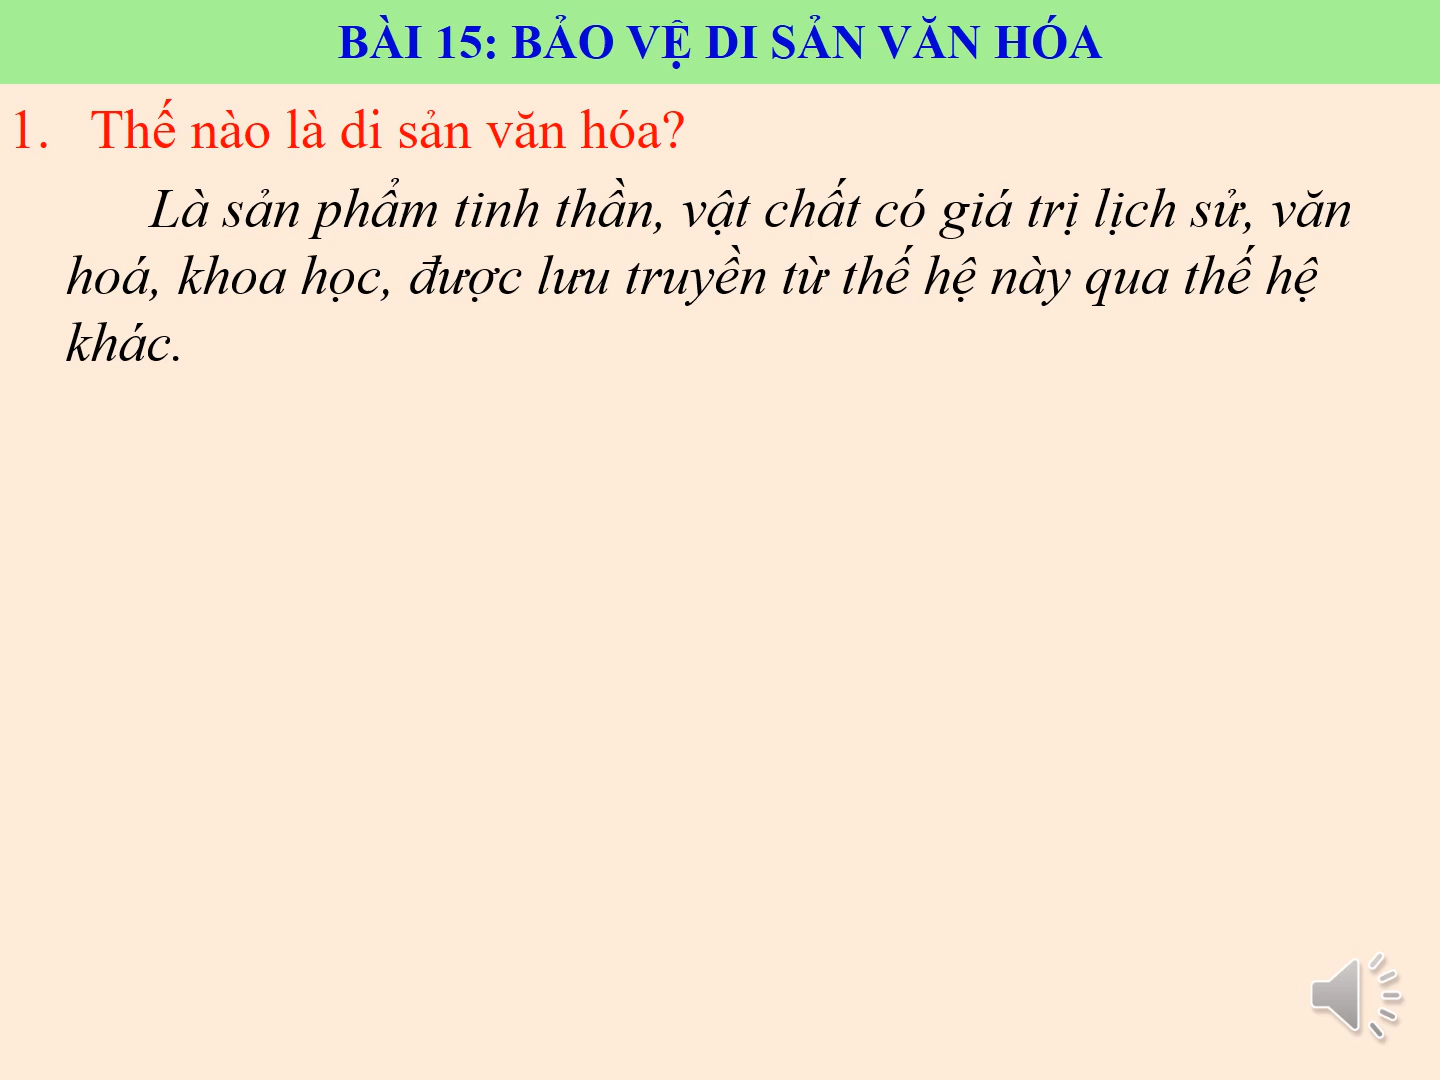 BÀI 15: BẢO VỆ DI SẢN VĂN HÓA
1. Thế nào là di sản văn hóa?
Là sản phẩm tinh thần, vật chất có giá trị lịch sử, văn
hoá, khoa học, được lưu truyền từ thế hệ này qua thế hệ
khác.